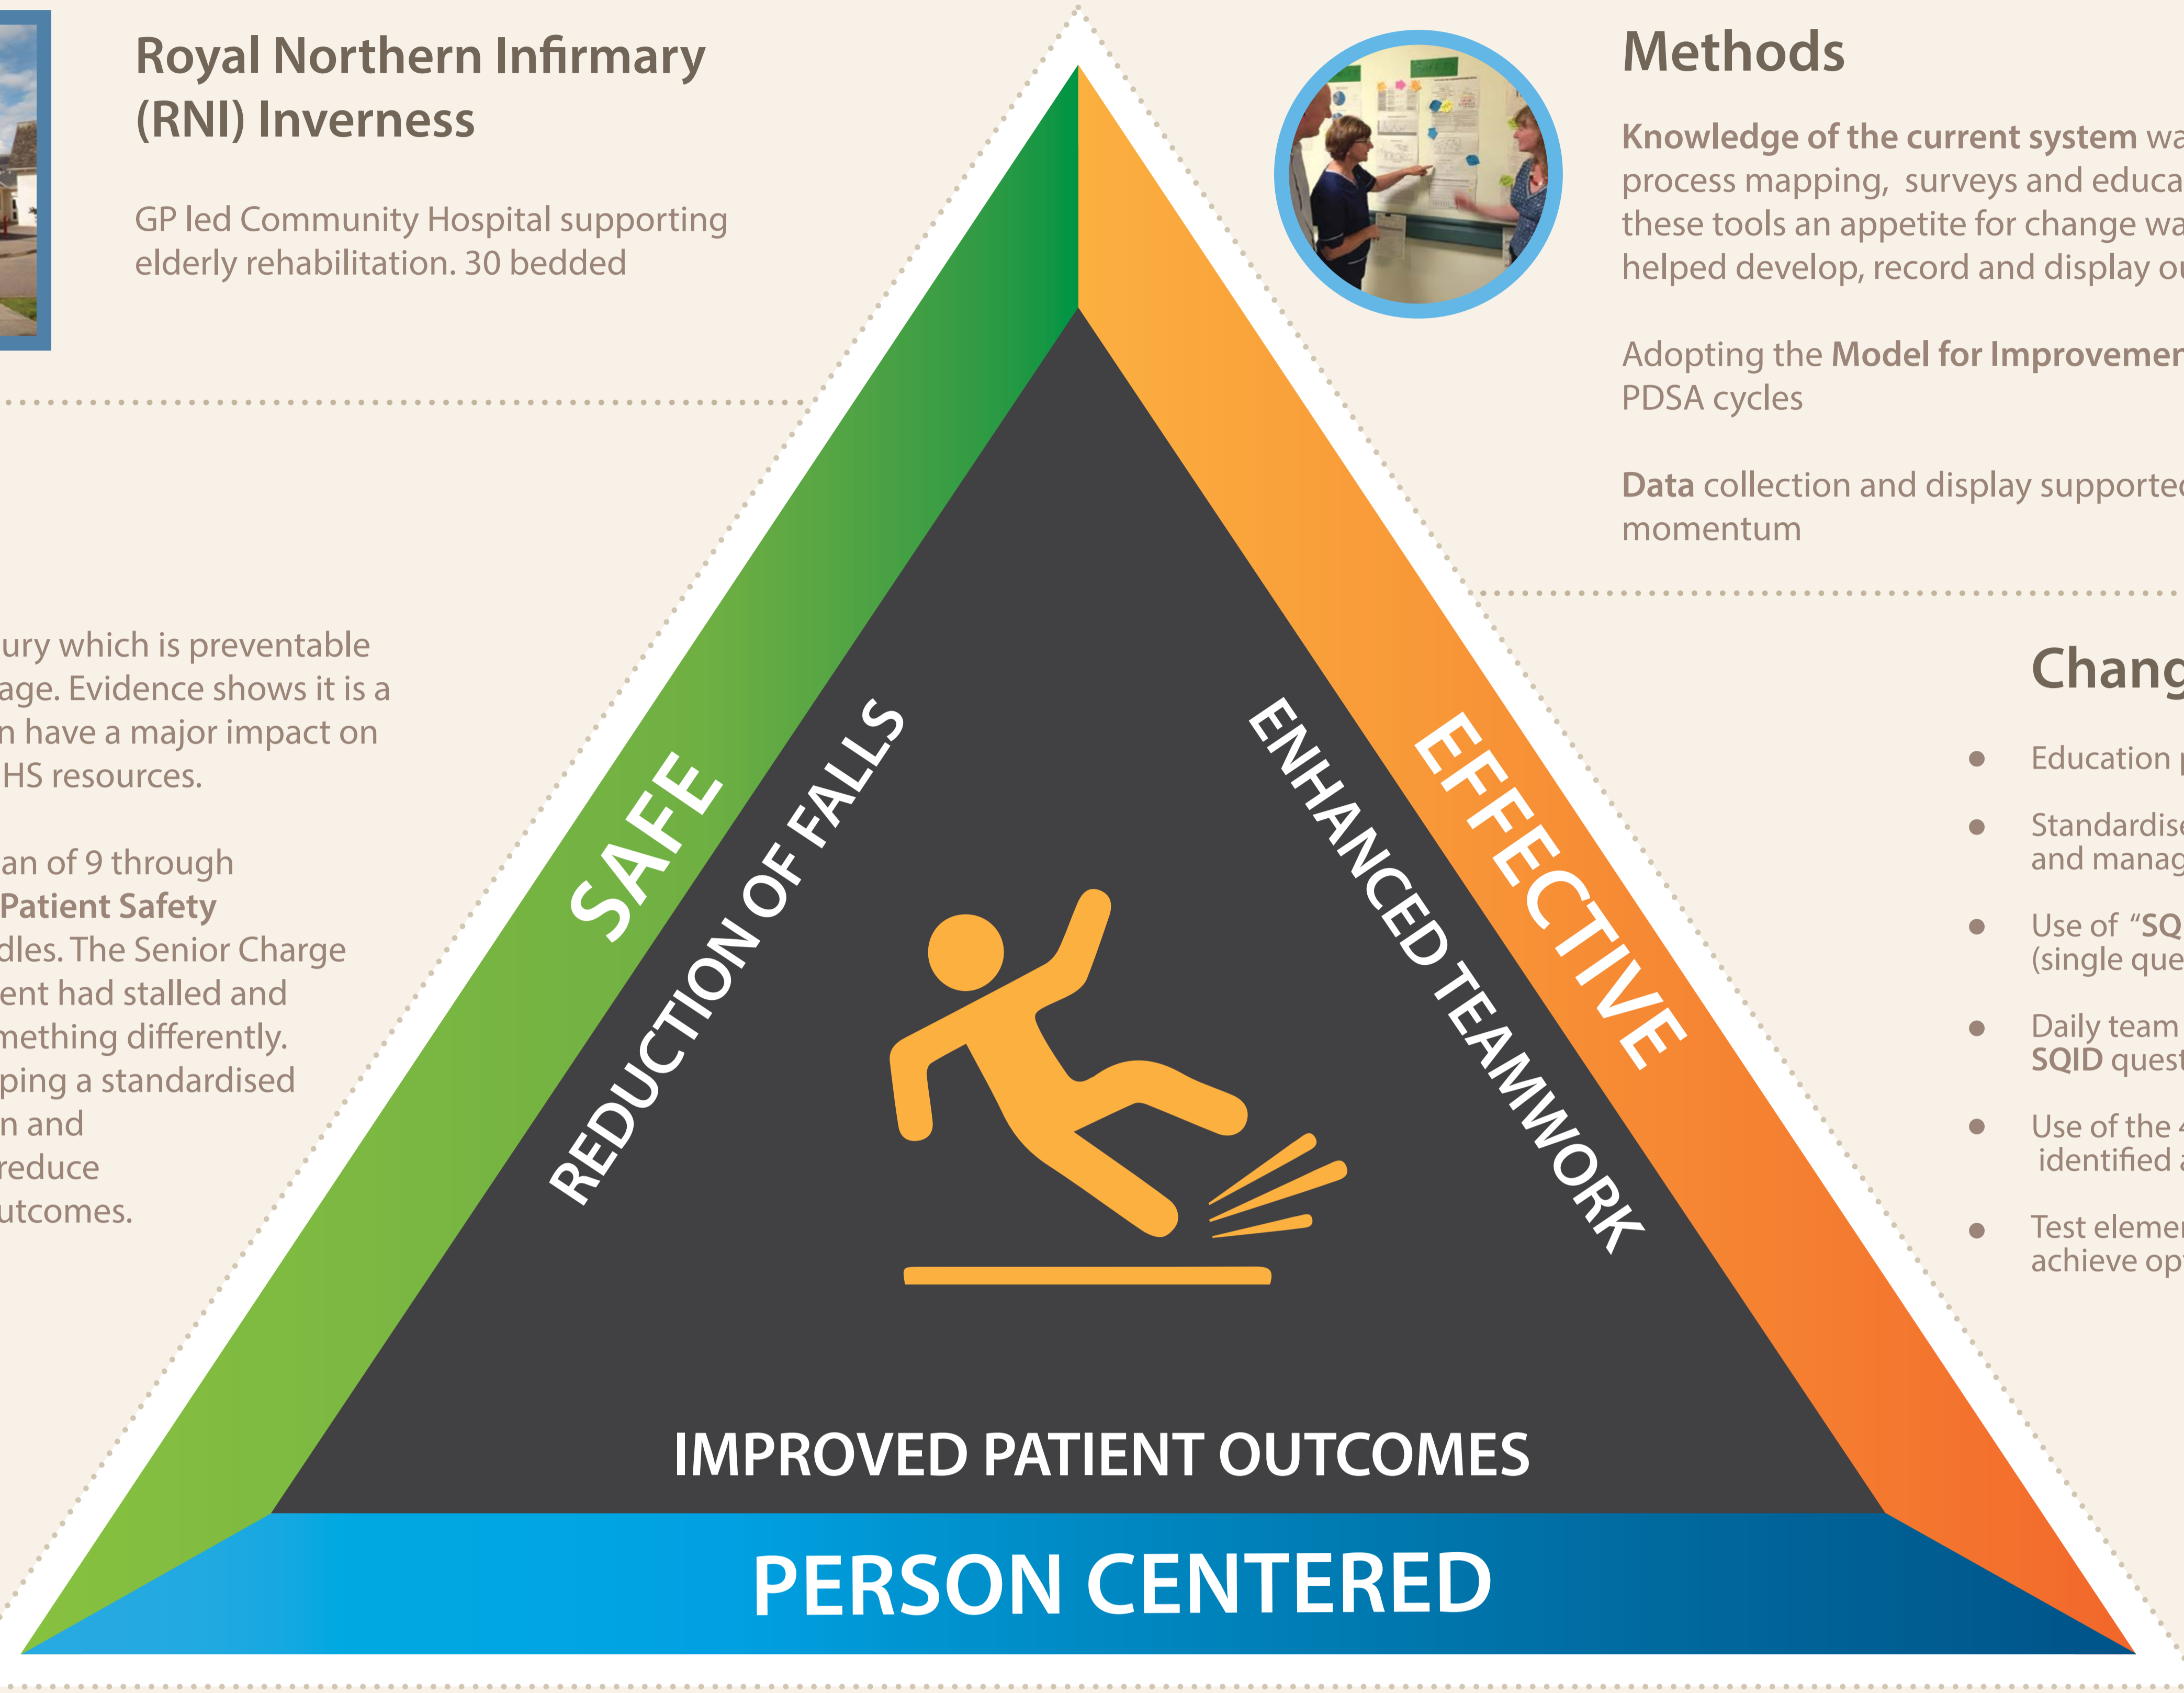 Royal Northern Infirmary
(RNI) Inverness
GP led Community Hospital supporting
elderly rehabilitation. 30 bedded
ury which is preventable
age. Evidence shows it is a
n have a major impact on
HS resources.
an of 9 through
Patient Safety
dles. The Senior Charge
ent had stalled and
mething differently.
ping a standardised
n and
reduce
utcomes.
SAFE
REDUCTION OF FALLS
ENHANCED TEAMWORK
EFFECTIVE
IMPROVED PATIENT OUTCOMES
PERSON CENTERED
Methods
Knowledge of the current system wa
process mapping, surveys and educa
these tools an appetite for change wa
helped develop, record and display ou
Adopting the Model for Improvemen
PDSA cycles
Data collection and display supported
momentum
Chang
• Education p
• Standardise
and manag
• Use of “SQ
(single que
• Daily team
SQID quest
• Use of the 4
identified a
• Test elemen
achieve opt